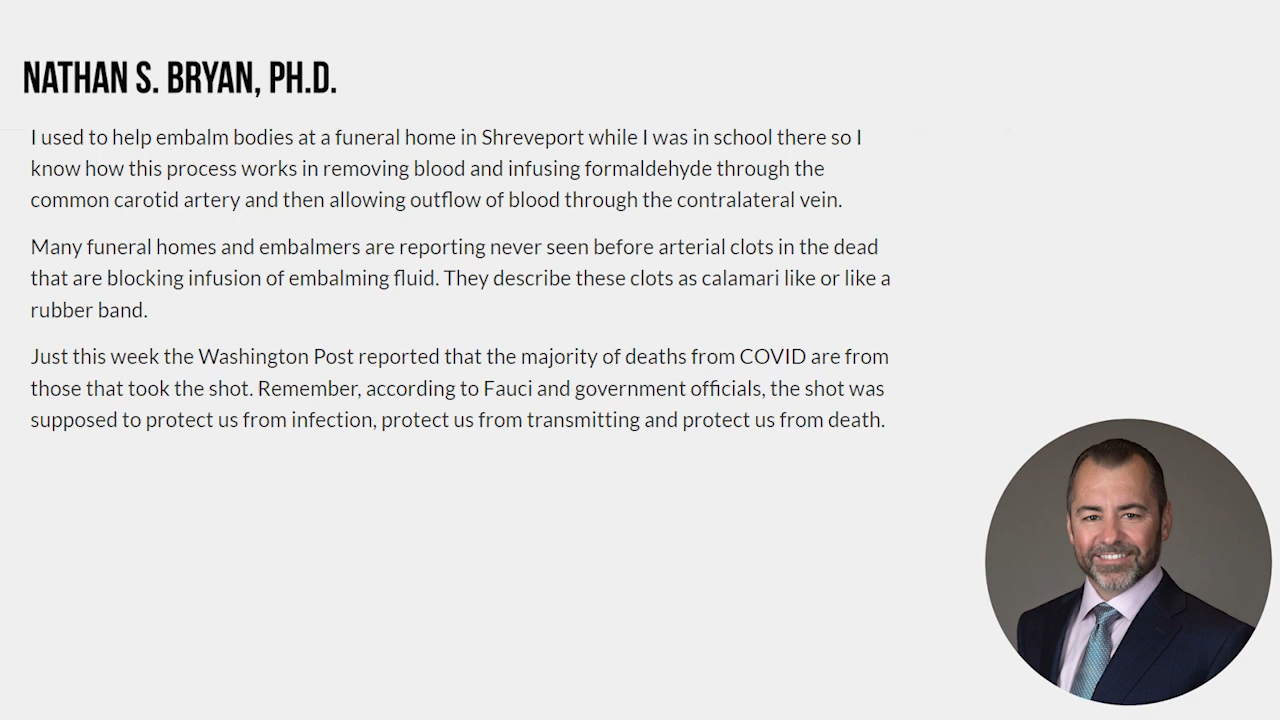 NATHAN S. BRYAN, PH.D.
I used to help embalm bodies at a funeral home in Shreveport while I was in school there so I
know how this process works in removing blood and infusing formaldehyde through the
common carotid artery and then allowing outflow of blood through the contralateral vein.
Many funeral homes and embalmers are reporting never seen before arterial clots in the dead
that are blocking infusion of embalming fluid. They describe these clots as calamari like or like a
rubber band.
Just this week the Washington Post reported that the majority of deaths from COVID are from
those that took the shot. Remember, according to Fauci and government officials, the shot was
supposed to protect us from infection, protect us from transmitting and protect us from death.